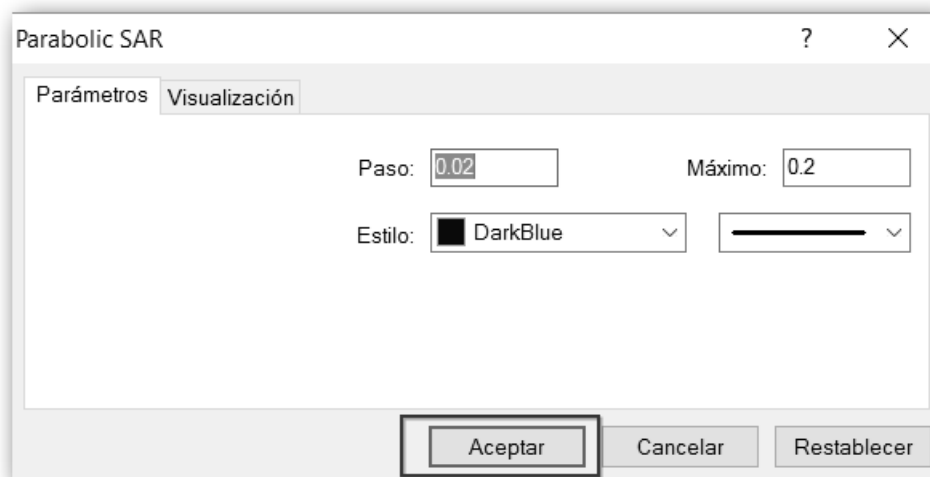 Parabolic SAR ?
Parámetros Visualización
Paso: 0.02 Máximo: 0.2
Estilo: DarkBlue
Aceptar Cancelar Restablecer